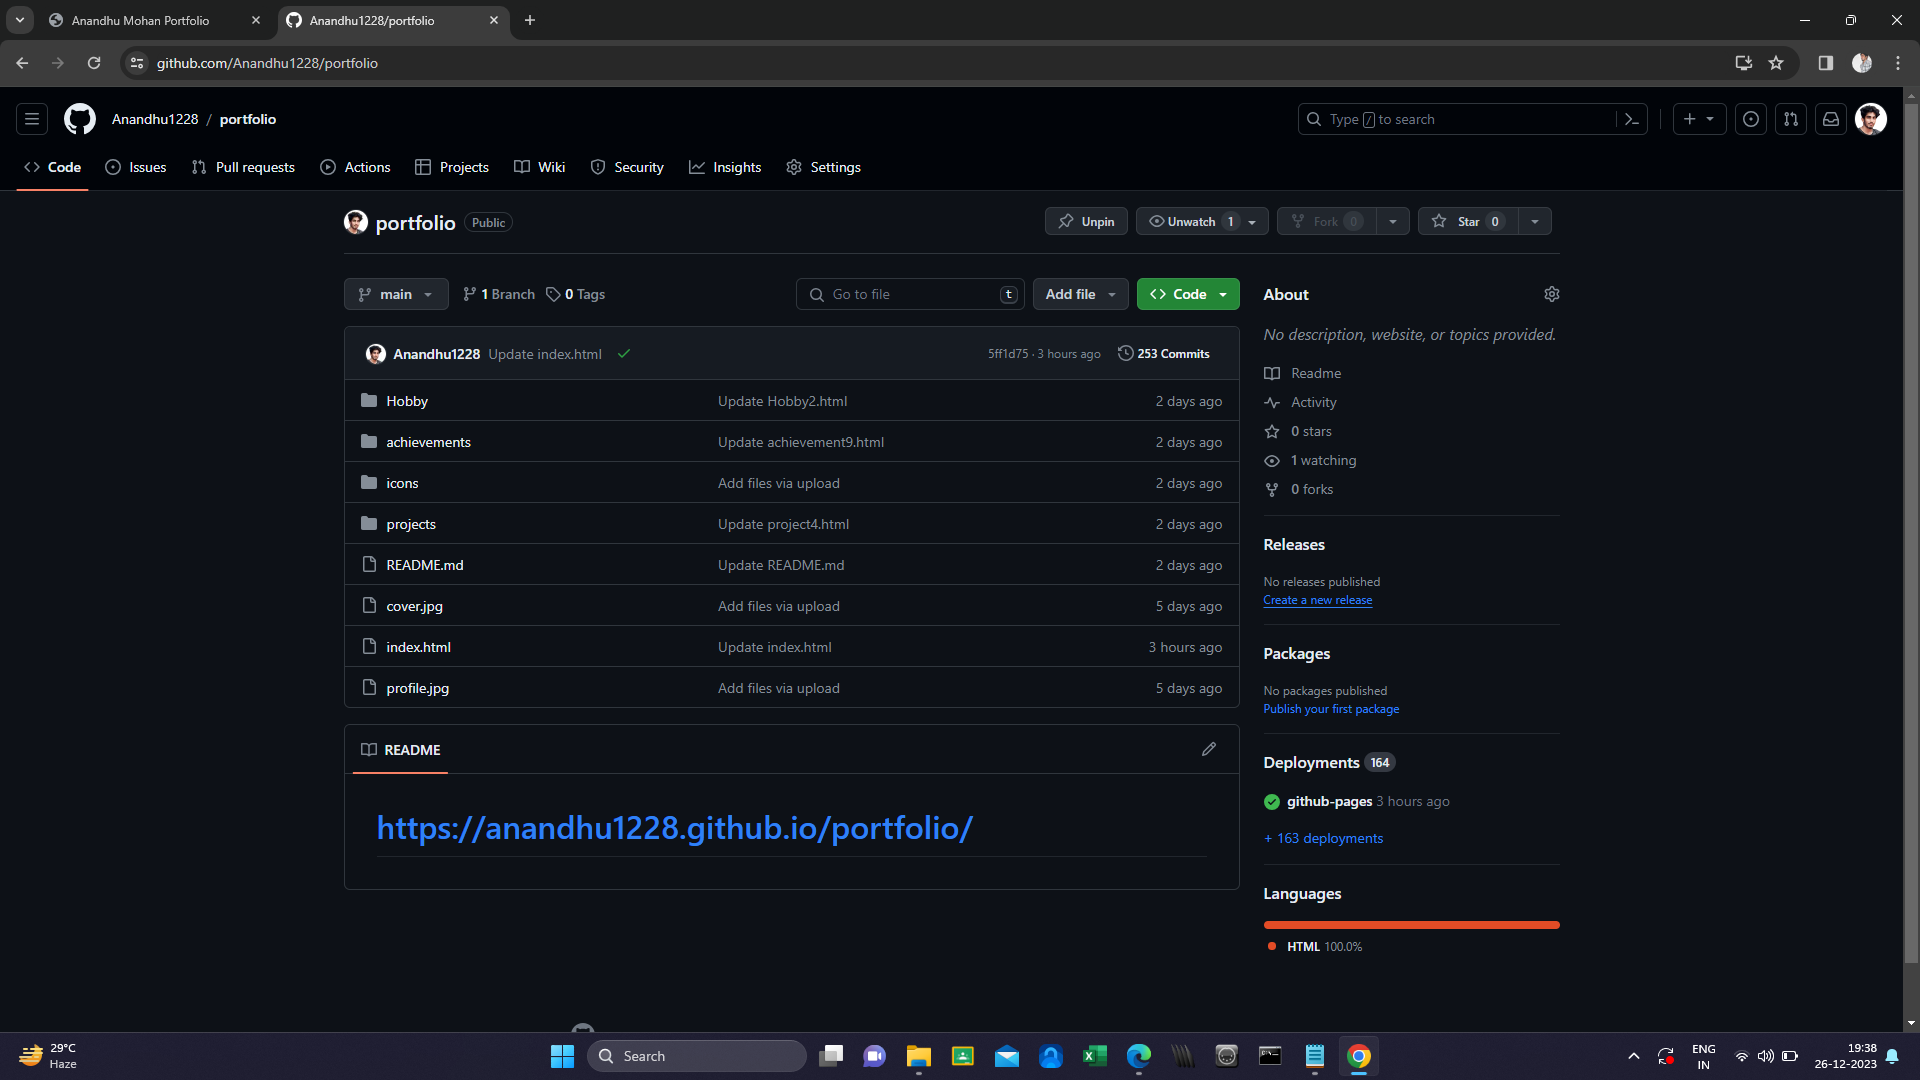 Anandhu Mohan Portfolio
Anandhu1228/portfolio
github.com/Anandhu1228/portfolio
Anandhu1228 / portfolio
Type / to search
Code Issues Pull requests Actions Projects Wiki Security Insights Settings
portfolio Public
Unpin Unwatch 1 Fork 0 Star 0
main 1 Branch 0 Tags Go to file t Add file Code
Anandhu1228 Update index.html 5ff1d75 · 3 hours ago 253 Commits
Hobby Update Hobby2.html 2 days ago
achievements Update achievement9.html 2 days ago
icons Add files via upload 2 days ago
projects Update project4.html 2 days ago
README.md Update README.md 2 days ago
cover.jpg Add files via upload 5 days ago
index.html Update index.html 3 hours ago
profile.jpg Add files via upload 5 days ago
README
https://anandhu1228.github.io/portfolio/
About
No description, website, or topics provided.
Readme
Activity
0 stars
1 watching
0 forks
Releases
No releases published
Create a new release
Packages
No packages published
Publish your first package
Deployments 164
github-pages 3 hours ago
+ 163 deployments
Languages
HTML 100.0%
29°C
Haze
Search
ENG
IN
19:38
26-12-2023